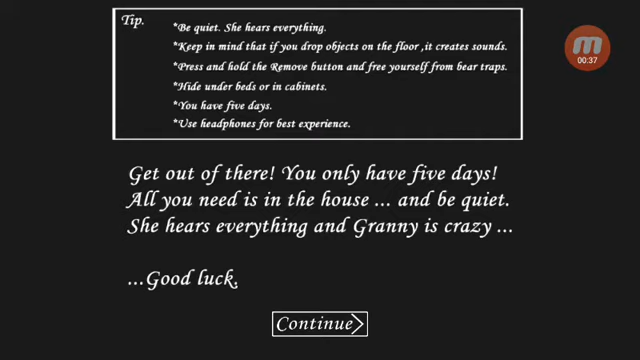 Tip.
*Be quiet. She hears everything.
*Keep in mind that if you drop objects on the floor ,it creates sounds.
*Press and hold the Remove button and free yourself from bear traps.
*Hide under beds or in cabinets.
*You have five days.
*Use headphones for best experience.
00:37
Get out of there! You only have five days!
All you need is in the house ... and be quiet.
She hears everything and Granny is crazy ...
...Good luck.
Continue